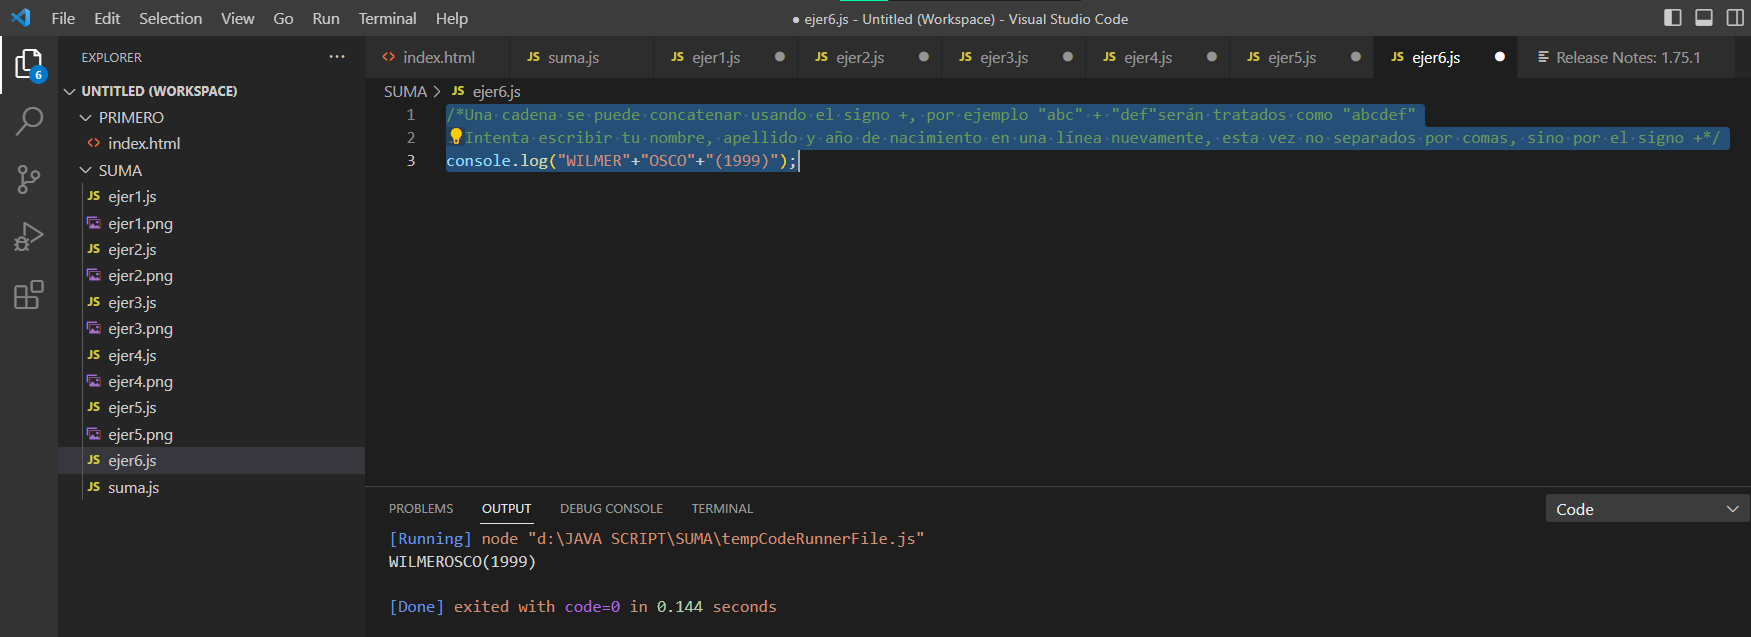 File Edit Selection View Go Run Terminal Help
● ejer6.js - Untitled (Workspace) - Visual Studio Code
EXPLORER ···
6
UNTITLED (WORKSPACE)
PRIMERO
<> index.html
SUMA
JS ejer1.js
ejer1.png
JS ejer2.js
ejer2.png
JS ejer3.js
ejer3.png
JS ejer4.js
ejer4.png
JS ejer5.js
ejer5.png
JS ejer6.js
JS suma.js
<> index.html JS suma.js JS ejer1.js ● JS ejer2.js ● JS ejer3.js ● JS ejer4.js ● JS ejer5.js ● JS ejer6.js ● Release Notes: 1.75.1
SUMA > JS ejer6.js
1 /*Una cadena se puede concatenar usando el signo +, por ejemplo "abc" + "def"serán tratados como "abcdef"
2 Intenta escribir tu nombre, apellido y año de nacimiento en una línea nuevamente, esta vez no separados por comas, sino por el signo +*/
3 console.log("WILMER"+"OSCO"+"(1999)");
PROBLEMS OUTPUT DEBUG CONSOLE TERMINAL Code
[Running] node "d:\JAVA SCRIPT\SUMA\tempCodeRunnerFile.js"
WILMEROSCO(1999)
[Done] exited with code=0 in 0.144 seconds